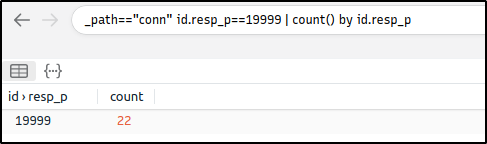 _path=="conn" id.resp_p==19999 | count() by id.resp_p
{···}
id › resp_p count
19999 22